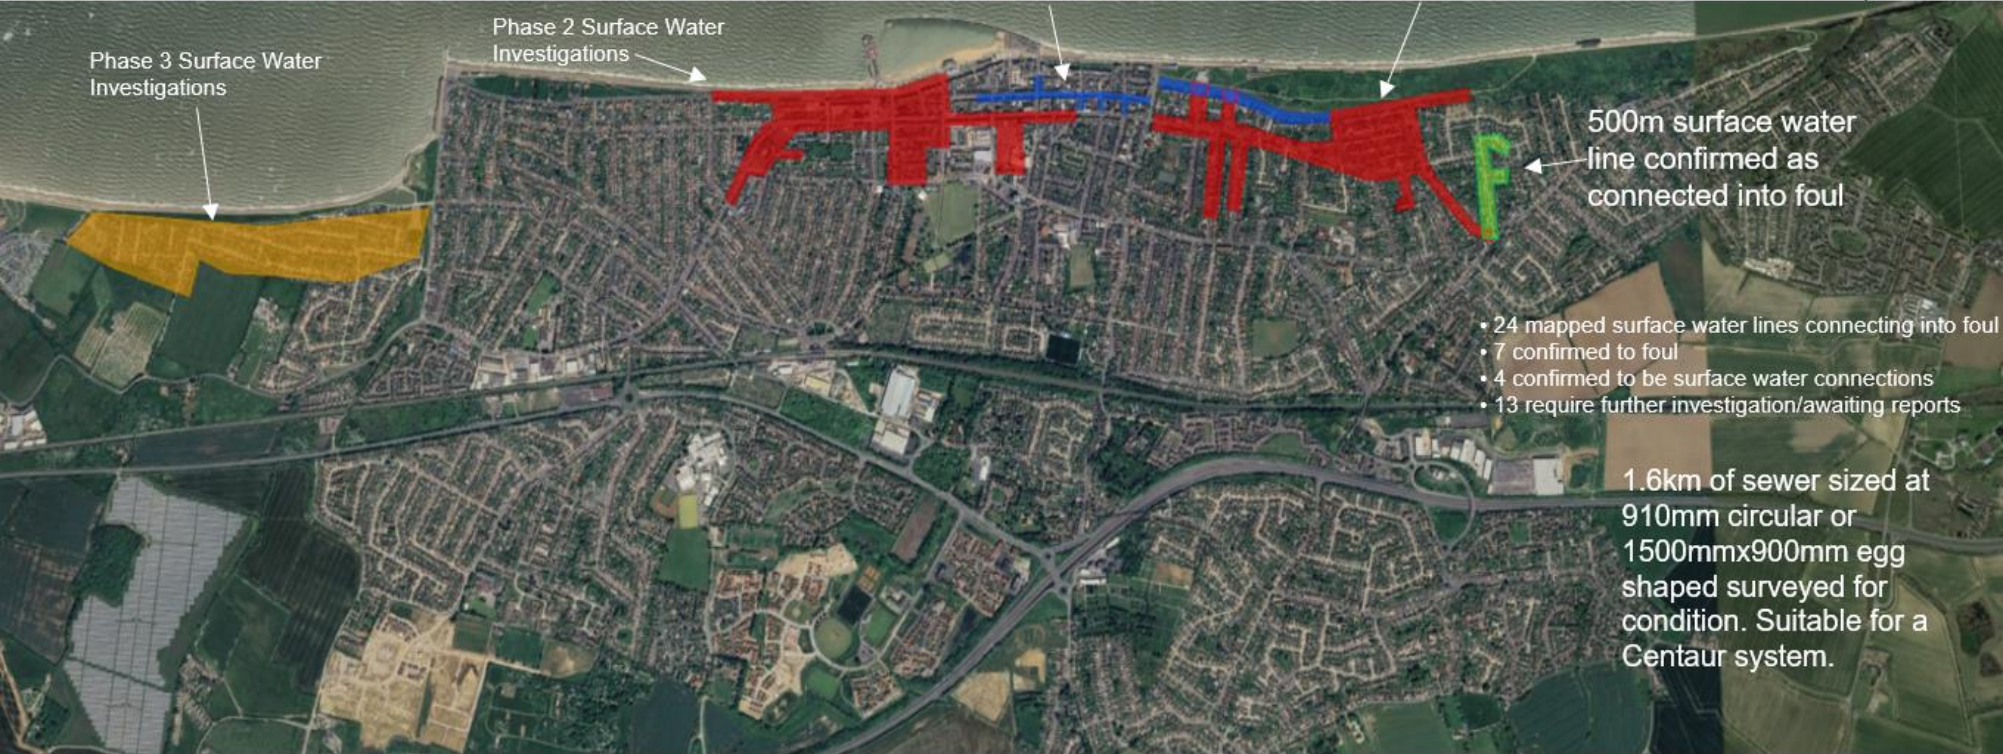 Phase 2 Surface Water
Investigations
Phase 3 Surface Water
Investigations
500m surface water
line confirmed as
connected into foul
• 24 mapped surface water lines connecting into foul
• 7 confirmed to foul
• 4 confirmed to be surface water connections
• 13 require further investigation/awaiting reports
1.6km of sewer sized at
910mm circular or
1500mmx900mm egg
shaped surveyed for
condition. Suitable for a
Centaur system.